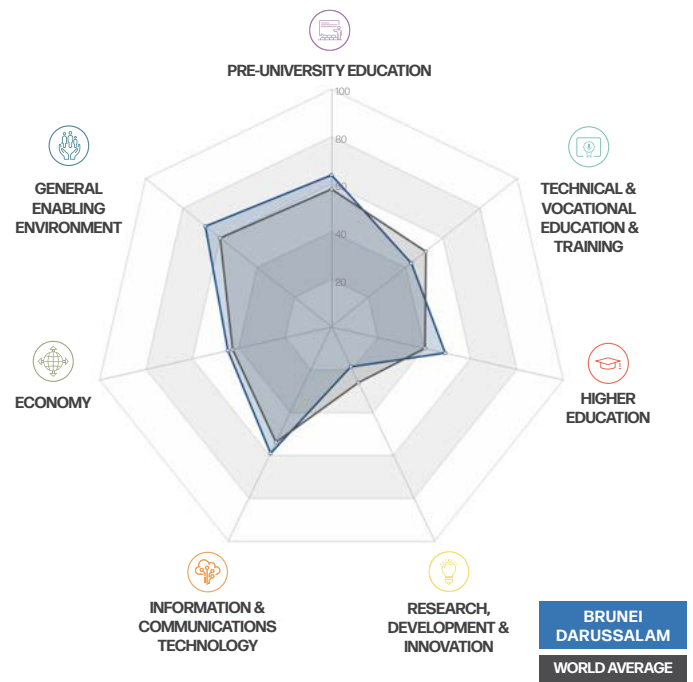 PRE-UNIVERSITY EDUCATION
100
80
60
40
20
GENERAL
ENABLING
ENVIRONMENT
TECHNICAL &
VOCATIONAL
EDUCATION &
TRAINING
ECONOMY
HIGHER
EDUCATION
INFORMATION &
COMMUNICATIONS
TECHNOLOGY
RESEARCH,
DEVELOPMENT &
INNOVATION
BRUNEI
DARUSSALAM
WORLD AVERAGE